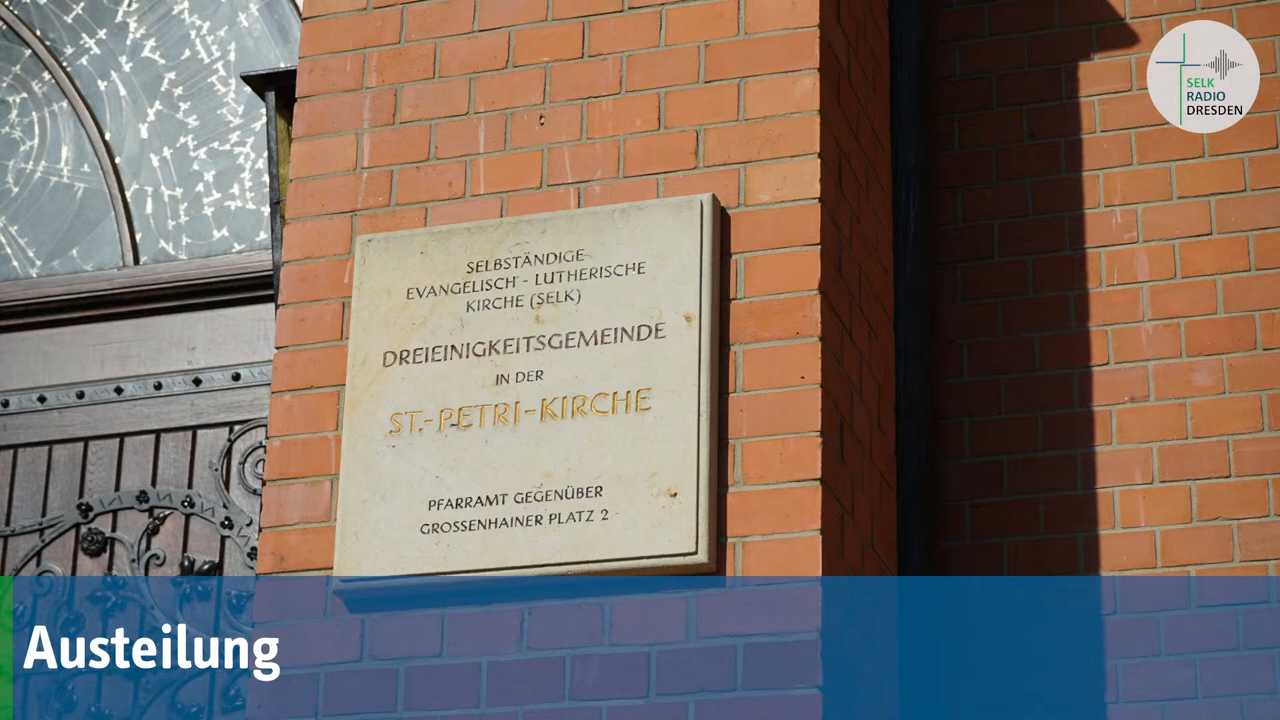 SELK
RADIO
DRESDEN
SELBSTÄNDIGE
EVANGELISCH - LUTHERISCHE
KIRCHE (SELK)
DREIEINIGKEITSGEMEINDE
IN DER
ST.-PETRI-KIRCHE
PFARRAMT GEGENÜBER
GROSSENHAINER PLATZ 2
Austeilung